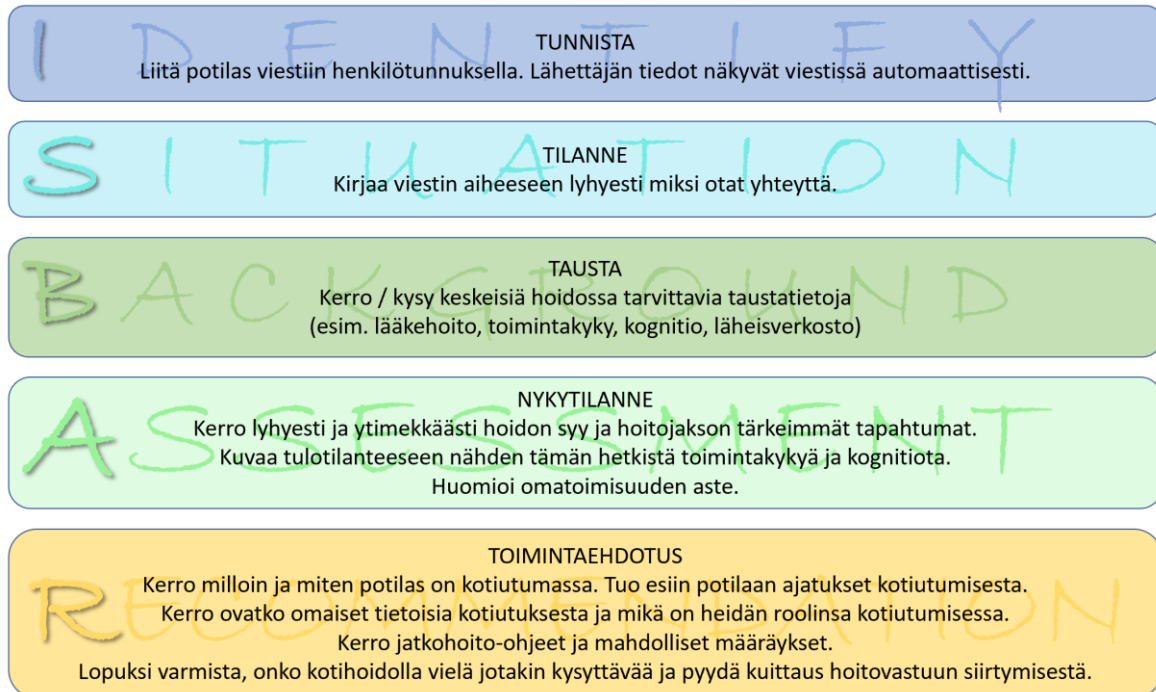 IDENTIFY
TUNNISTA
Liitä potilas viestiin henkilötunnuksella. Lähettäjän tiedot näkyvät viestissä automaattisesti.
SITUATION
TILANNE
Kirjaa viestin aiheeseen lyhyesti miksi otat yhteyttä.
BACKGROUND
TAUSTA
Kerro / kysy keskeisiä hoidossa tarvittavia taustatietoja
(esim. lääkehoito, toimintakyky, kognitio, läheisverkosto)
ASSESSMENT
NYKYTILANNE
Kerro lyhyesti ja ytimekkäästi hoidon syy ja hoitojakson tärkeimmät tapahtumat.
Kuvaa tulotilanteeseen nähden tämän hetkistä toimintakykyä ja kognitiota.
Huomioi omatoimisuuden aste.
RECOMMENDATION
TOIMINTAEHDOTUS
Kerro milloin ja miten potilas on kotiutumassa. Tuo esiin potilaan ajatukset kotiutumisesta.
Kerro ovatko omaiset tietoisia kotiutuksesta ja mikä on heidän roolinsa kotiutumisessa.
Kerro jatkohoito-ohjeet ja mahdolliset määräykset.
Lopuksi varmista, onko kotihoidolla vielä jotakin kysyttävää ja pyydä kuittaus hoitovastuun siirtymisestä.